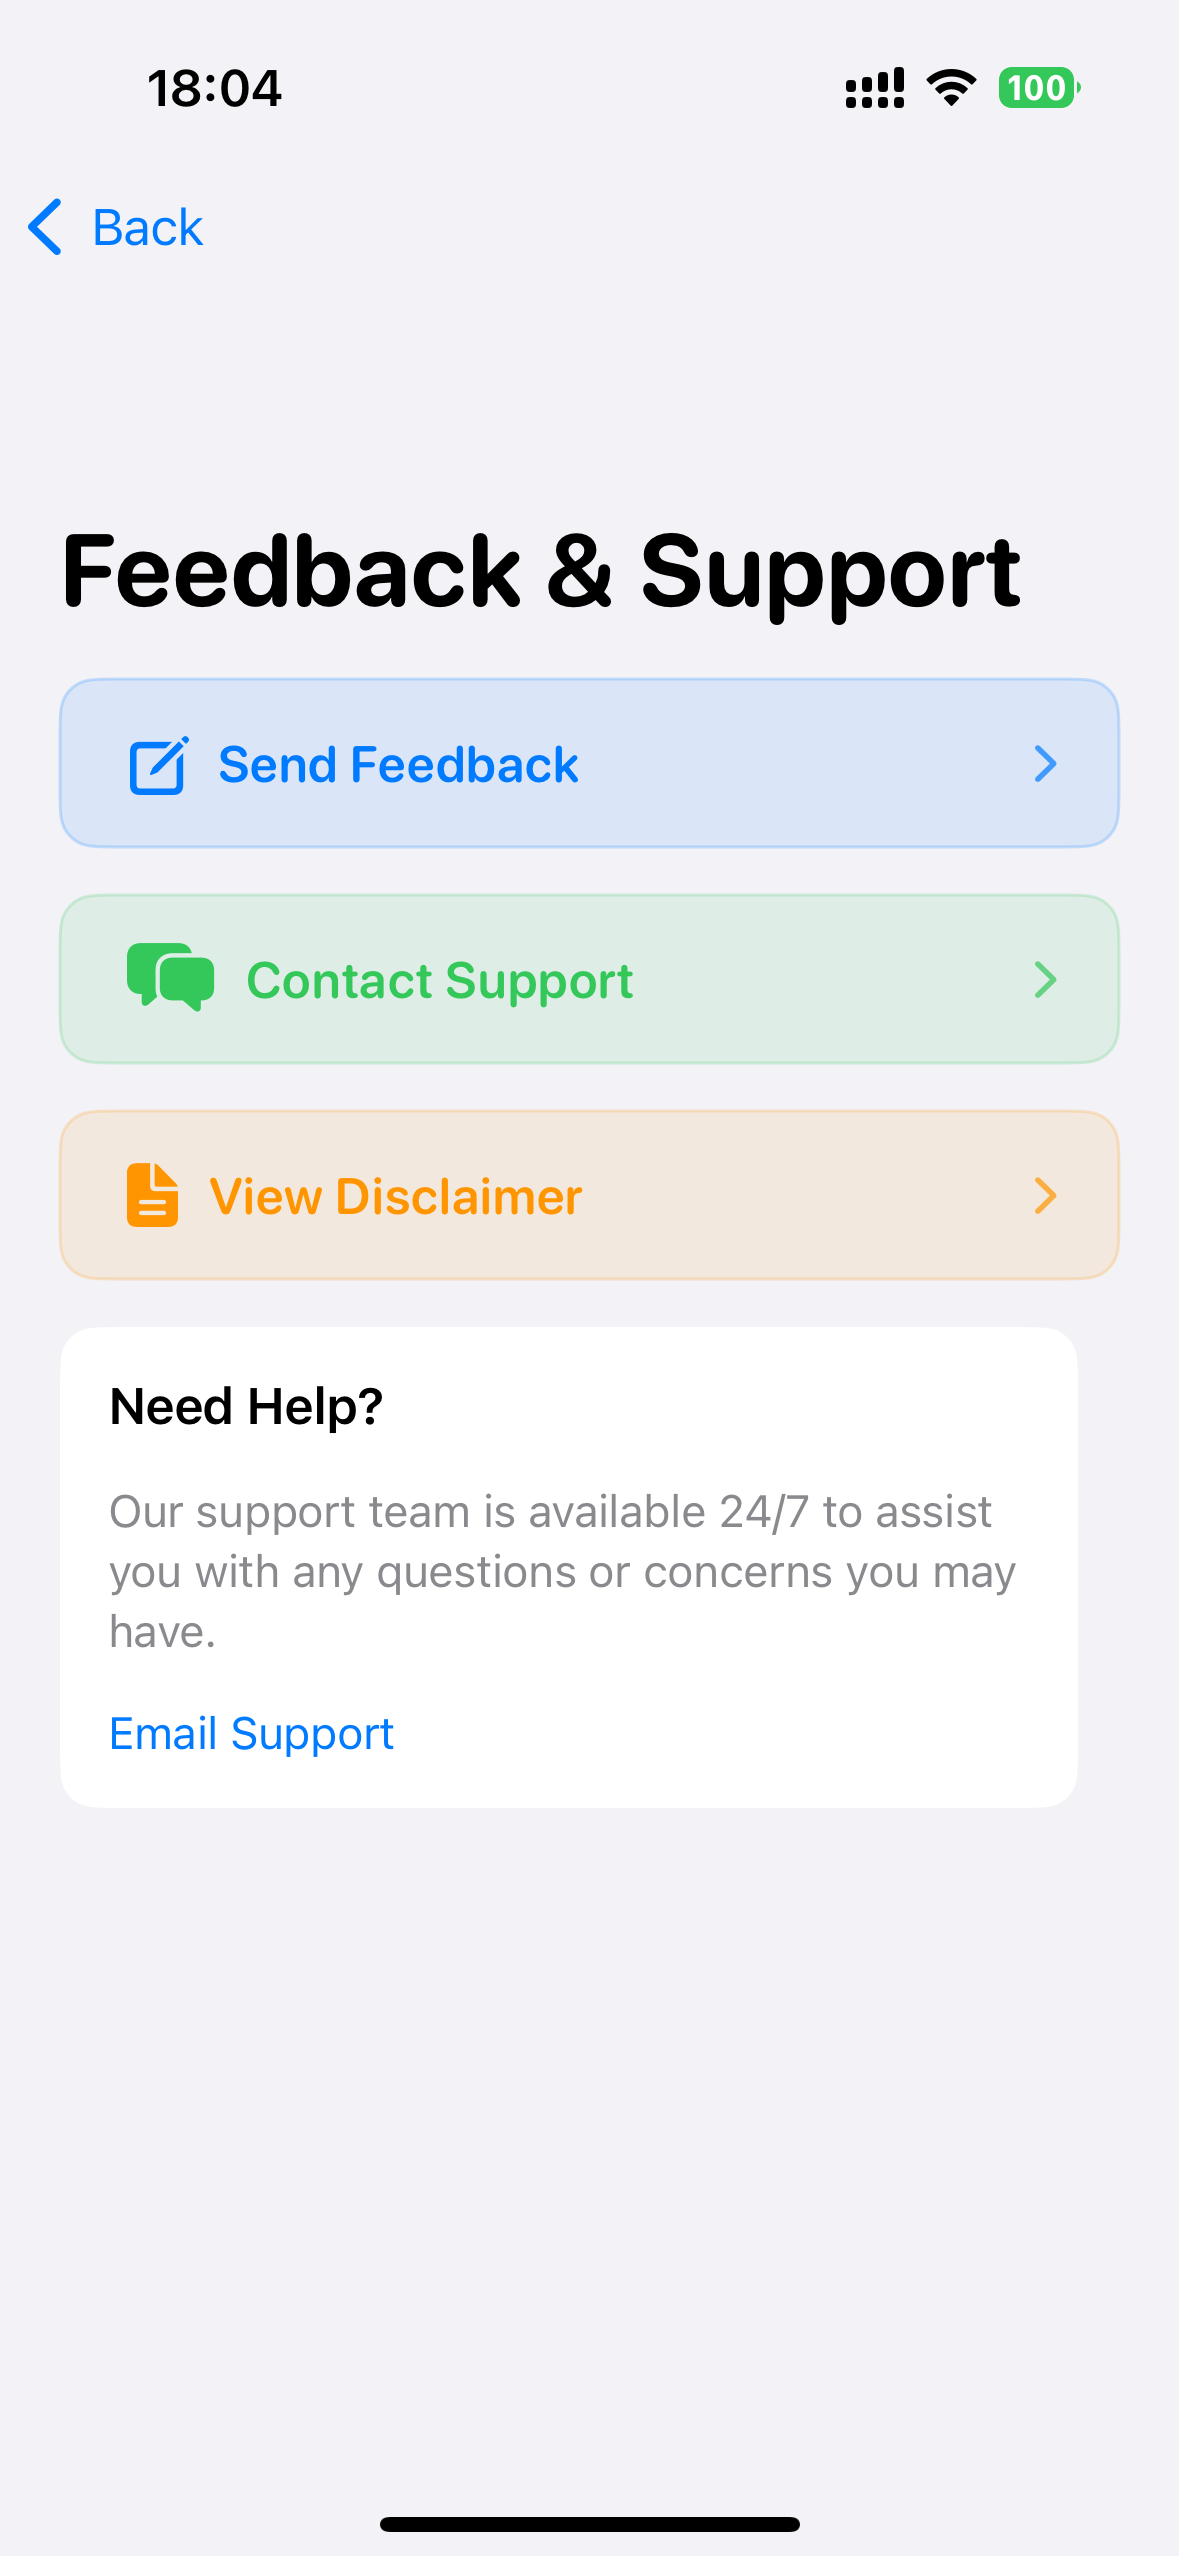 18:04
100
Back
Feedback & Support
Send Feedback
Contact Support
View Disclaimer
Need Help?
Our support team is available 24/7 to assist
you with any questions or concerns you may
have.
Email Support